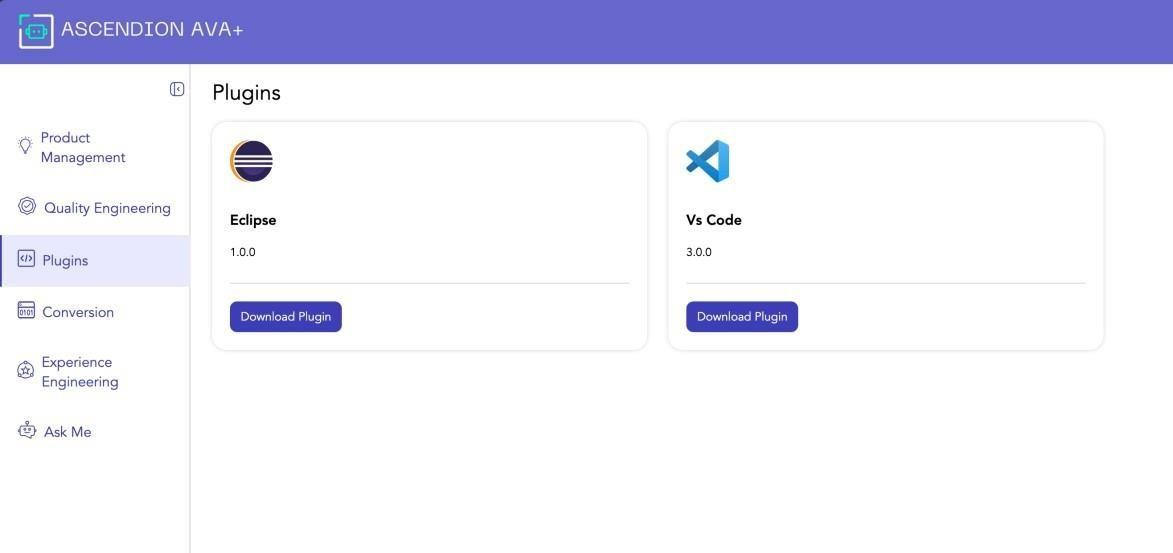 ASCENDION AVA+
Plugins
Product
Management
Quality Engineering
Plugins
Conversion
Experience
Engineering
Ask Me
Eclipse
1.0.0
Download Plugin
Vs Code
3.0.0
Download Plugin